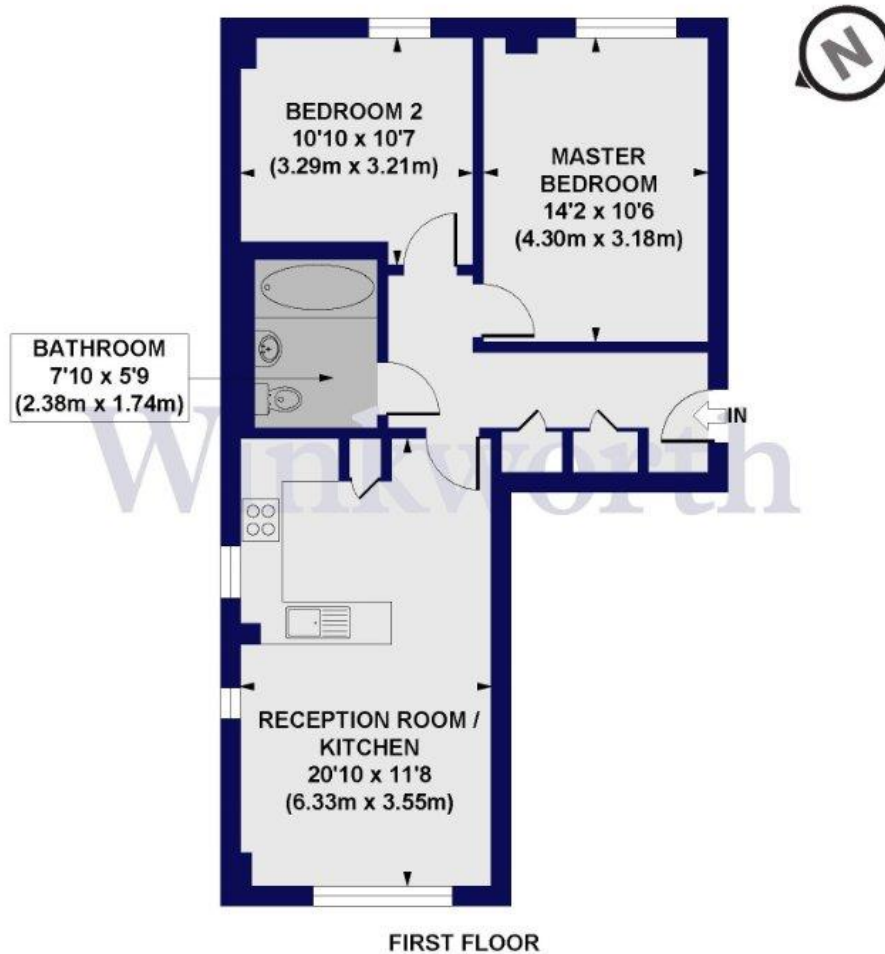 N
BEDROOM 2
10'10 x 10'7
(3.29m x 3.21m)
MASTER
BEDROOM
14'2 x 10'6
(4.30m x 3.18m)
BATHROOM
7'10 x 5'9
(2.38m x 1.74m)
IN
Winkworth
RECEPTION ROOM /
KITCHEN
20'10 x 11'8
(6.33m x 3.55m)
FIRST FLOOR